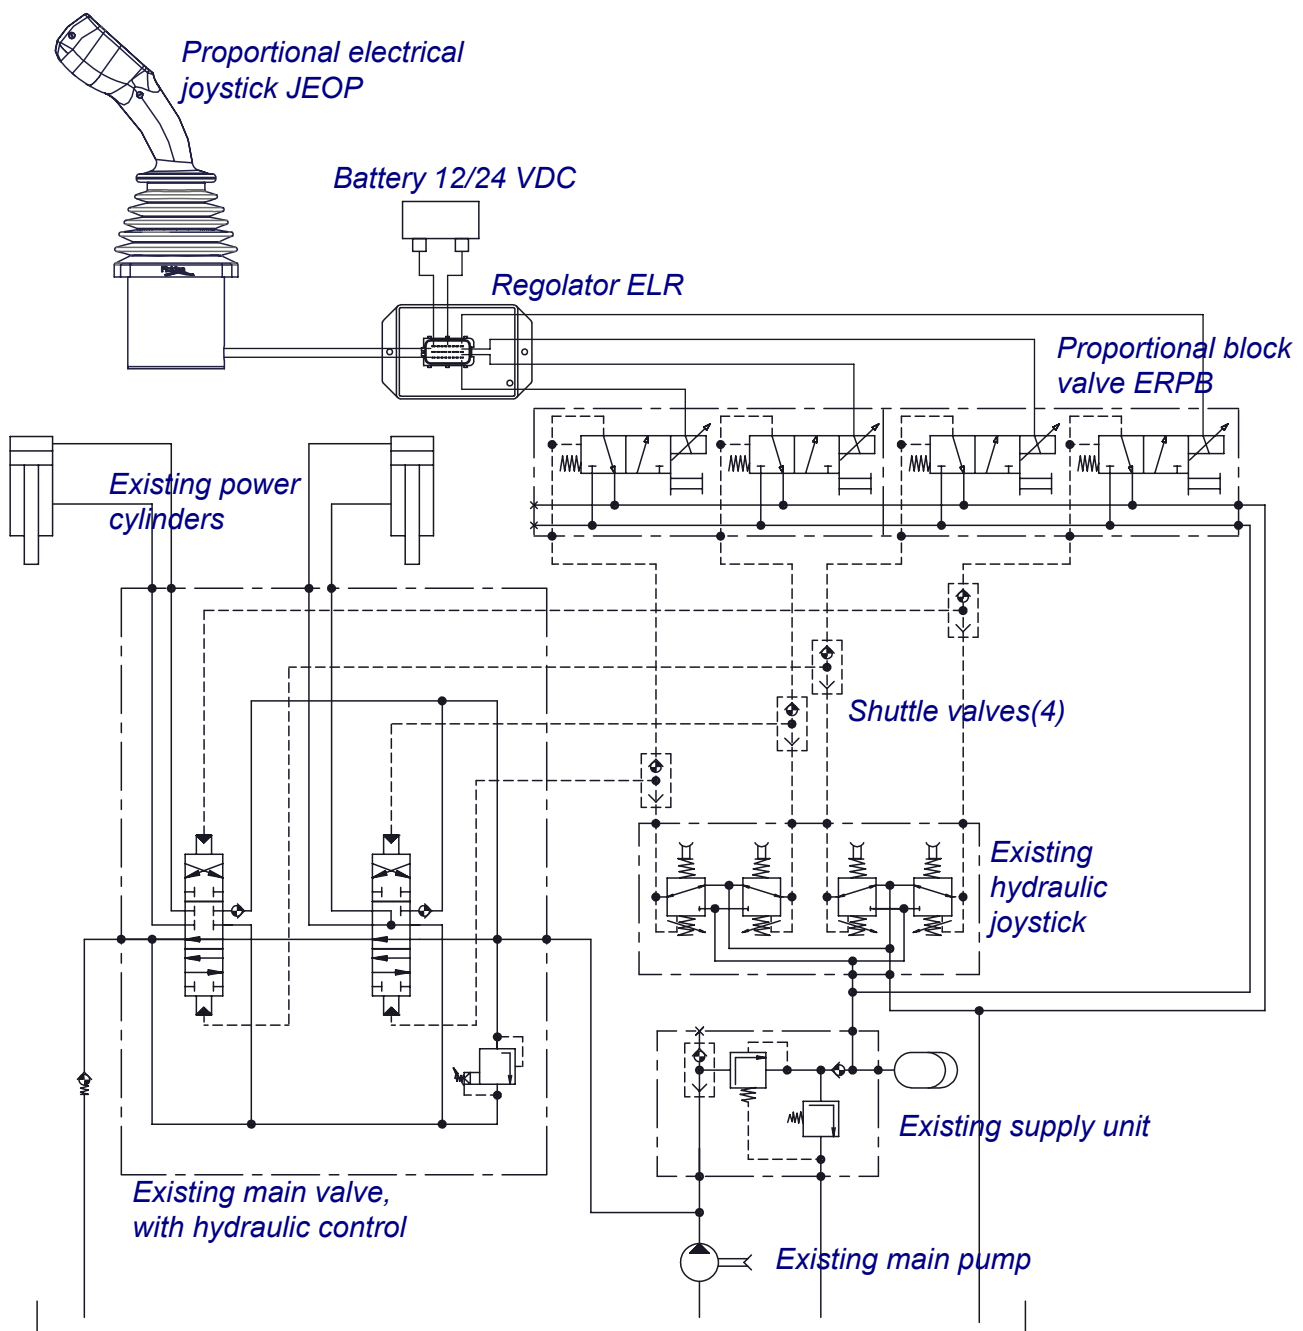 Proportional electrical
joystick JEOP
Battery 12/24 VDC
Regolator ELR
Proportional block
valve ERPB
Existing power
cylinders
Shuttle valves(4)
Existing
hydraulic
joystick
Existing supply unit
Existing main valve,
with hydraulic control
Existing main pump